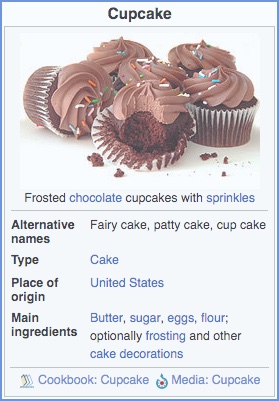 Cupcake
Frosted chocolate cupcakes with sprinkles
Alternative names Fairy cake, patty cake, cup cake
Type Cake
Place of origin United States
Main ingredients Butter, sugar, eggs, flour;
optionally frosting and other
cake decorations
Cookbook: Cupcake Media: Cupcake